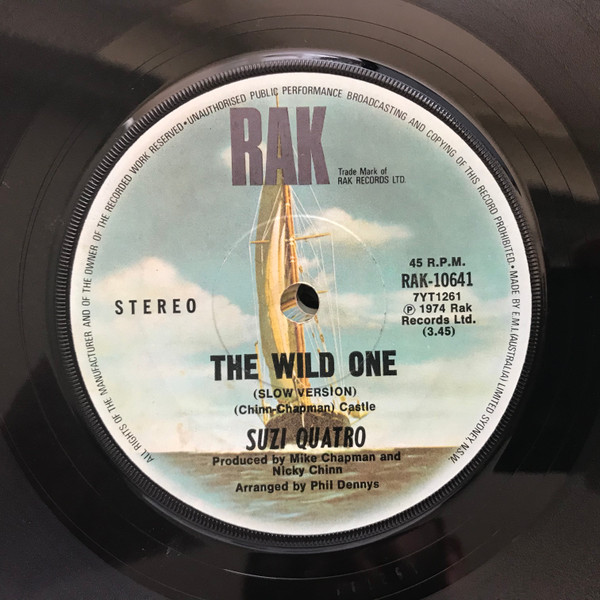 ALL RIGHTS OF THE MANUFACTURER AND OF THE OWNER OF THE RECORDED WORK RESERVED•UNAUTHORISED PUBLIC PERFORMANCE BROADCASTING AND COPYING OF THIS RECORD PROHIBITED.•MADE BY E.M.I.(AUSTRALIA) LIMITED SYDNEY N.S.W.
RAK
Trade Mark of
RAK RECORDS LTD.
STEREO
45 R.P.M.
RAK-10641
7YT1261
Ⓟ 1974 Rak
Records Ltd.
(3.45)
THE WILD ONE
(SLOW VERSION)
(Chinn-Chapman) Castle
SUZI QUATRO
Produced by Mike Chapman and
Nicky Chinn
Arranged by Phil Dennys